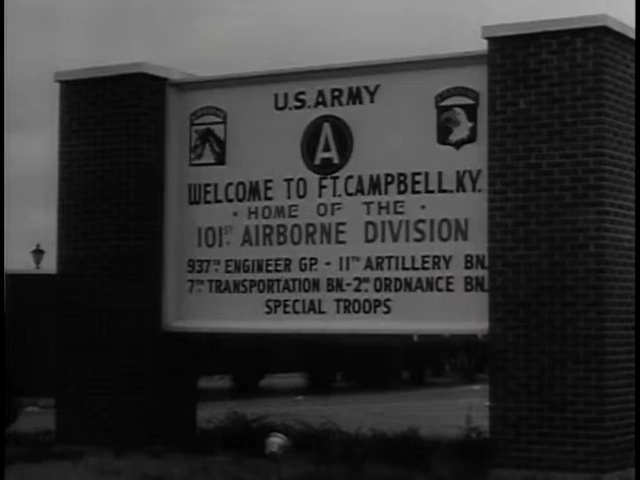 U.S. ARMY
A
WELCOME TO FT. CAMPBELL. KY.
· HOME OF THE ·
101ST AIRBORNE DIVISION
937TH ENGINEER GP. - 11TH ARTILLERY BN.
7TH TRANSPORTATION BN. - 2ND ORDNANCE BN.
SPECIAL TROOPS